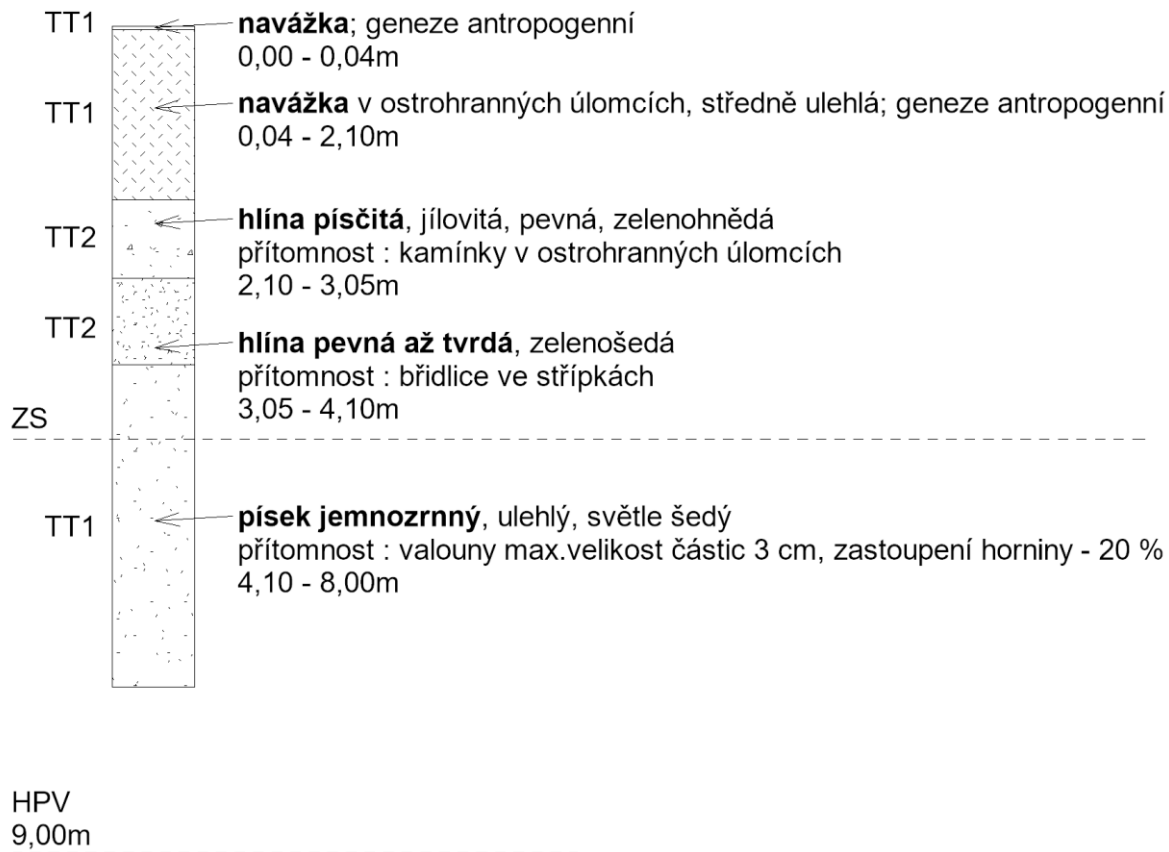 TT1
navážka; geneze antropogenní
0,00 - 0,04m
TT1
navážka v ostrohranných úlomcích, středně ulehlá; geneze antropogenní
0,04 - 2,10m
TT2
hlína písčitá, jílovitá, pevná, zelenohnědá
přítomnost : kamínky v ostrohranných úlomcích
2,10 - 3,05m
TT2
hlína pevná až tvrdá, zelenošedá
přítomnost : břidlice ve střípkách
3,05 - 4,10m
ZS
TT1
písek jemnozrnný, ulehlý, světle šedý
přítomnost : valouny max.velikost částic 3 cm, zastoupení horniny - 20 %
4,10 - 8,00m
HPV
9,00m